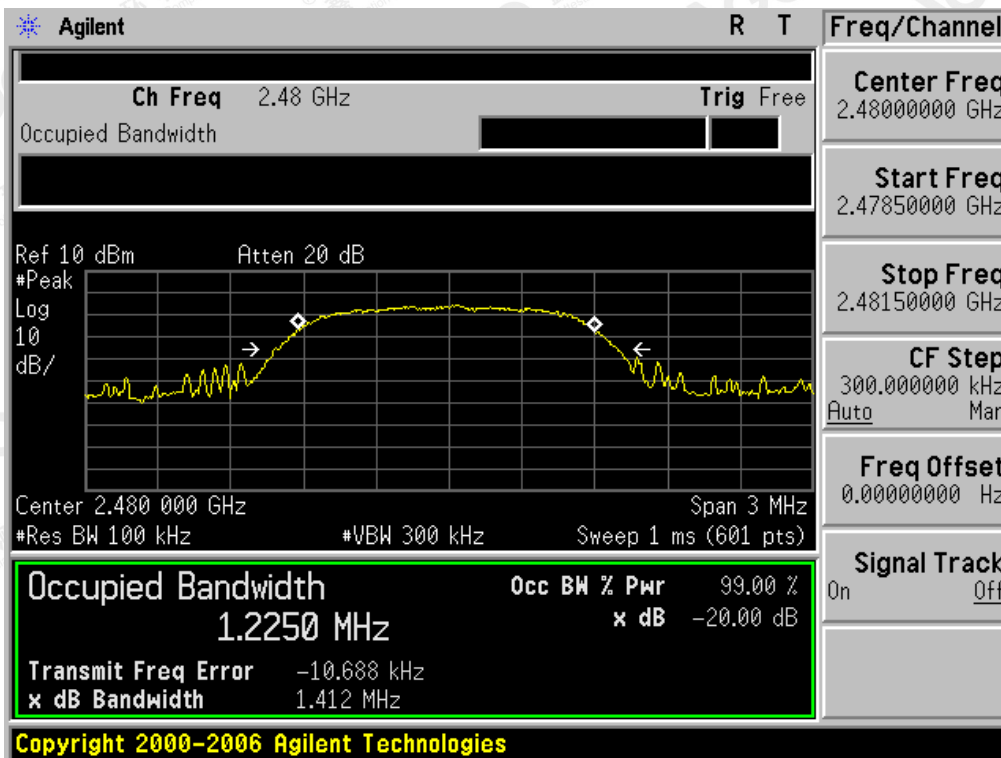 Agilent R T Freq/Channel
Ch Freq 2.48 GHz Trig Free
Occupied Bandwidth
Center Freq
2.48000000 GHz
Start Freq
2.47850000 GHz
Stop Freq
2.48150000 GHz
CF Step
300.000000 kHz
Auto Man
Freq Offset
0.00000000 Hz
Signal Track
On Off
Ref 10 dBm Atten 20 dB
#Peak
Log
10
dB/
Center 2.480 000 GHz Span 3 MHz
#Res BW 100 kHz #VBW 300 kHz Sweep 1 ms (601 pts)
Occupied Bandwidth
1.2250 MHz
Occ BW % Pwr 99.00 %
x dB -20.00 dB
Transmit Freq Error -10.688 kHz
x dB Bandwidth 1.412 MHz
Copyright 2000-2006 Agilent Technologies